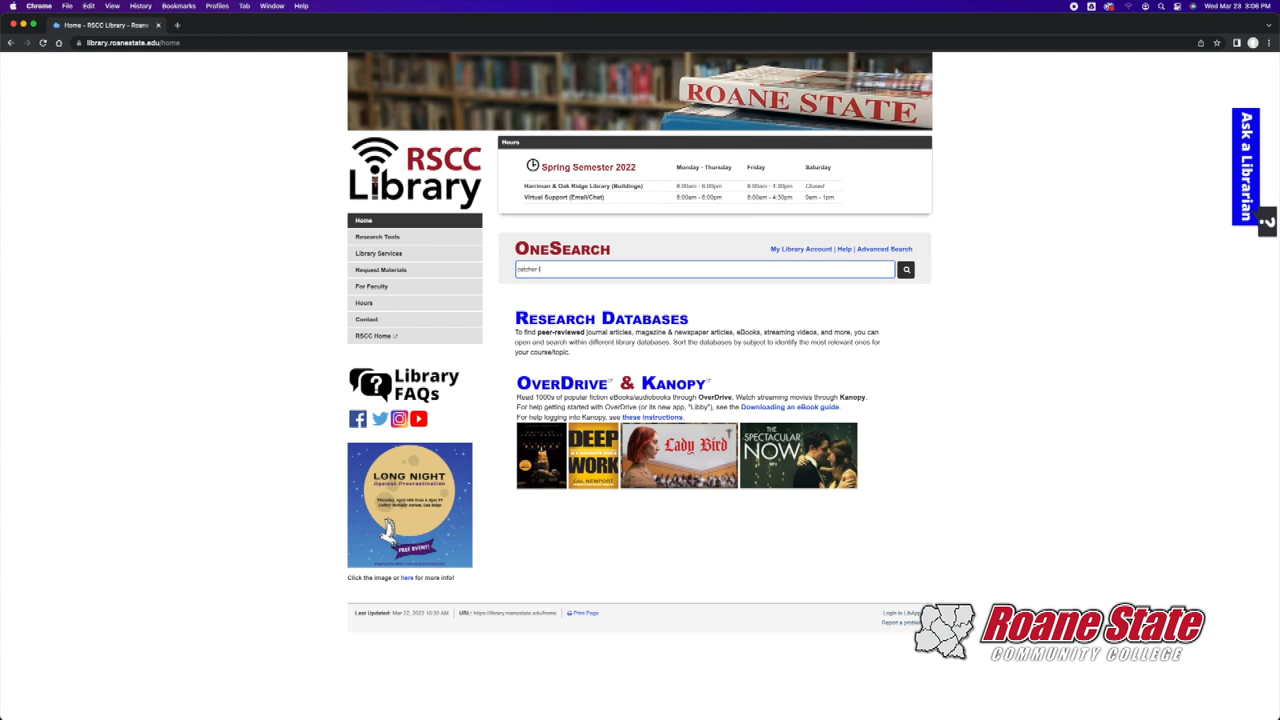 Chrome File Edit View History Bookmarks Profiles Tab Window Help
Wed Mar 23 3:06 PM
Home - RSCC Library - Roane
library.roanestate.edu/home
ROANE STATE
RSCC
Library
Hours
Spring Semester 2022 Monday - Thursday Friday Saturday
Harriman & Oak Ridge Library (Buildings) 8:00am - 6:00pm 8:00am - 4:30pm Closed
Virtual Support (Email/Chat) 8:00am - 6:00pm 8:00am - 4:30pm 9am - 1pm
Ask a Librarian
?
Home
Research Tools
Library Services
Request Materials
For Faculty
Hours
Contact
RSCC Home
OneSearch
My Library Account | Help | Advanced Search
catcher i
Research Databases
To find peer-reviewed journal articles, magazine & newspaper articles, eBooks, streaming videos, and more, you can
open and search within different library databases. Sort the databases by subject to identify the most relevant ones for
your course/topic.
OverDrive & Kanopy
Read 1000s of popular fiction eBooks/audiobooks through OverDrive. Watch streaming movies through Kanopy.
For help getting started with OverDrive (or its new app, "Libby"), see the Downloading an eBook guide.
For help logging into Kanopy, see these instructions.
DEEP
WORK
CAL NEWPORT
Lady Bird
THE
SPECTACULAR
NOW
Library
FAQs
LONG NIGHT
Against Procrastination
FREE EVENT!
Click the image or here for more info!
Last Updated: Mar 22, 2022 10:30 AM URL: https://library.roanestate.edu/home Print Page
Login to LibApps
Report a problem
Roane State
COMMUNITY COLLEGE